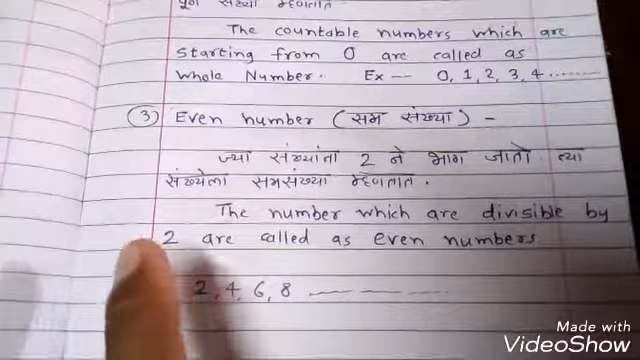 पूर्ण संख्या म्हणतात
The countable numbers which are
starting from 0 are called as
Whole Number. Ex -- 0, 1, 2, 3, 4 ........
③ Even number (सम संख्या) -
ज्या संख्यांना 2 ने भाग जातो त्या
संख्येला समसंख्या म्हणतात.
The number which are divisible by
2 are called as even numbers
2, 4, 6, 8 ————
Made with
VideoShow